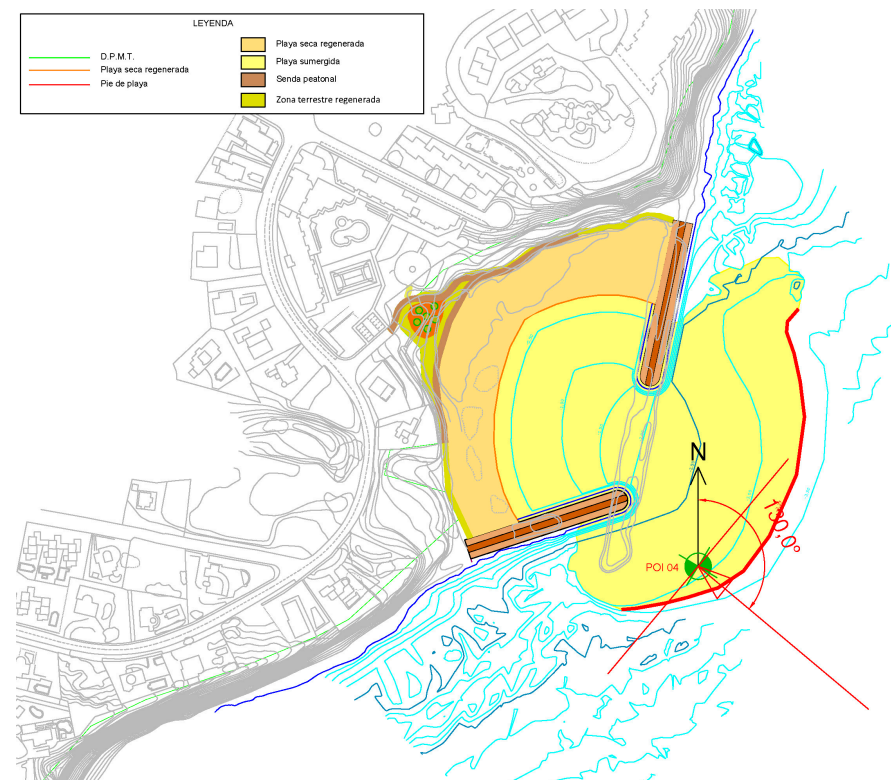 LEYENDA
D.P.M.T.
Playa seca regenerada
Pie de playa
Playa seca regenerada
Playa sumergida
Senda peatonal
Zona terrestre regenerada
N
130,0°
POI 04